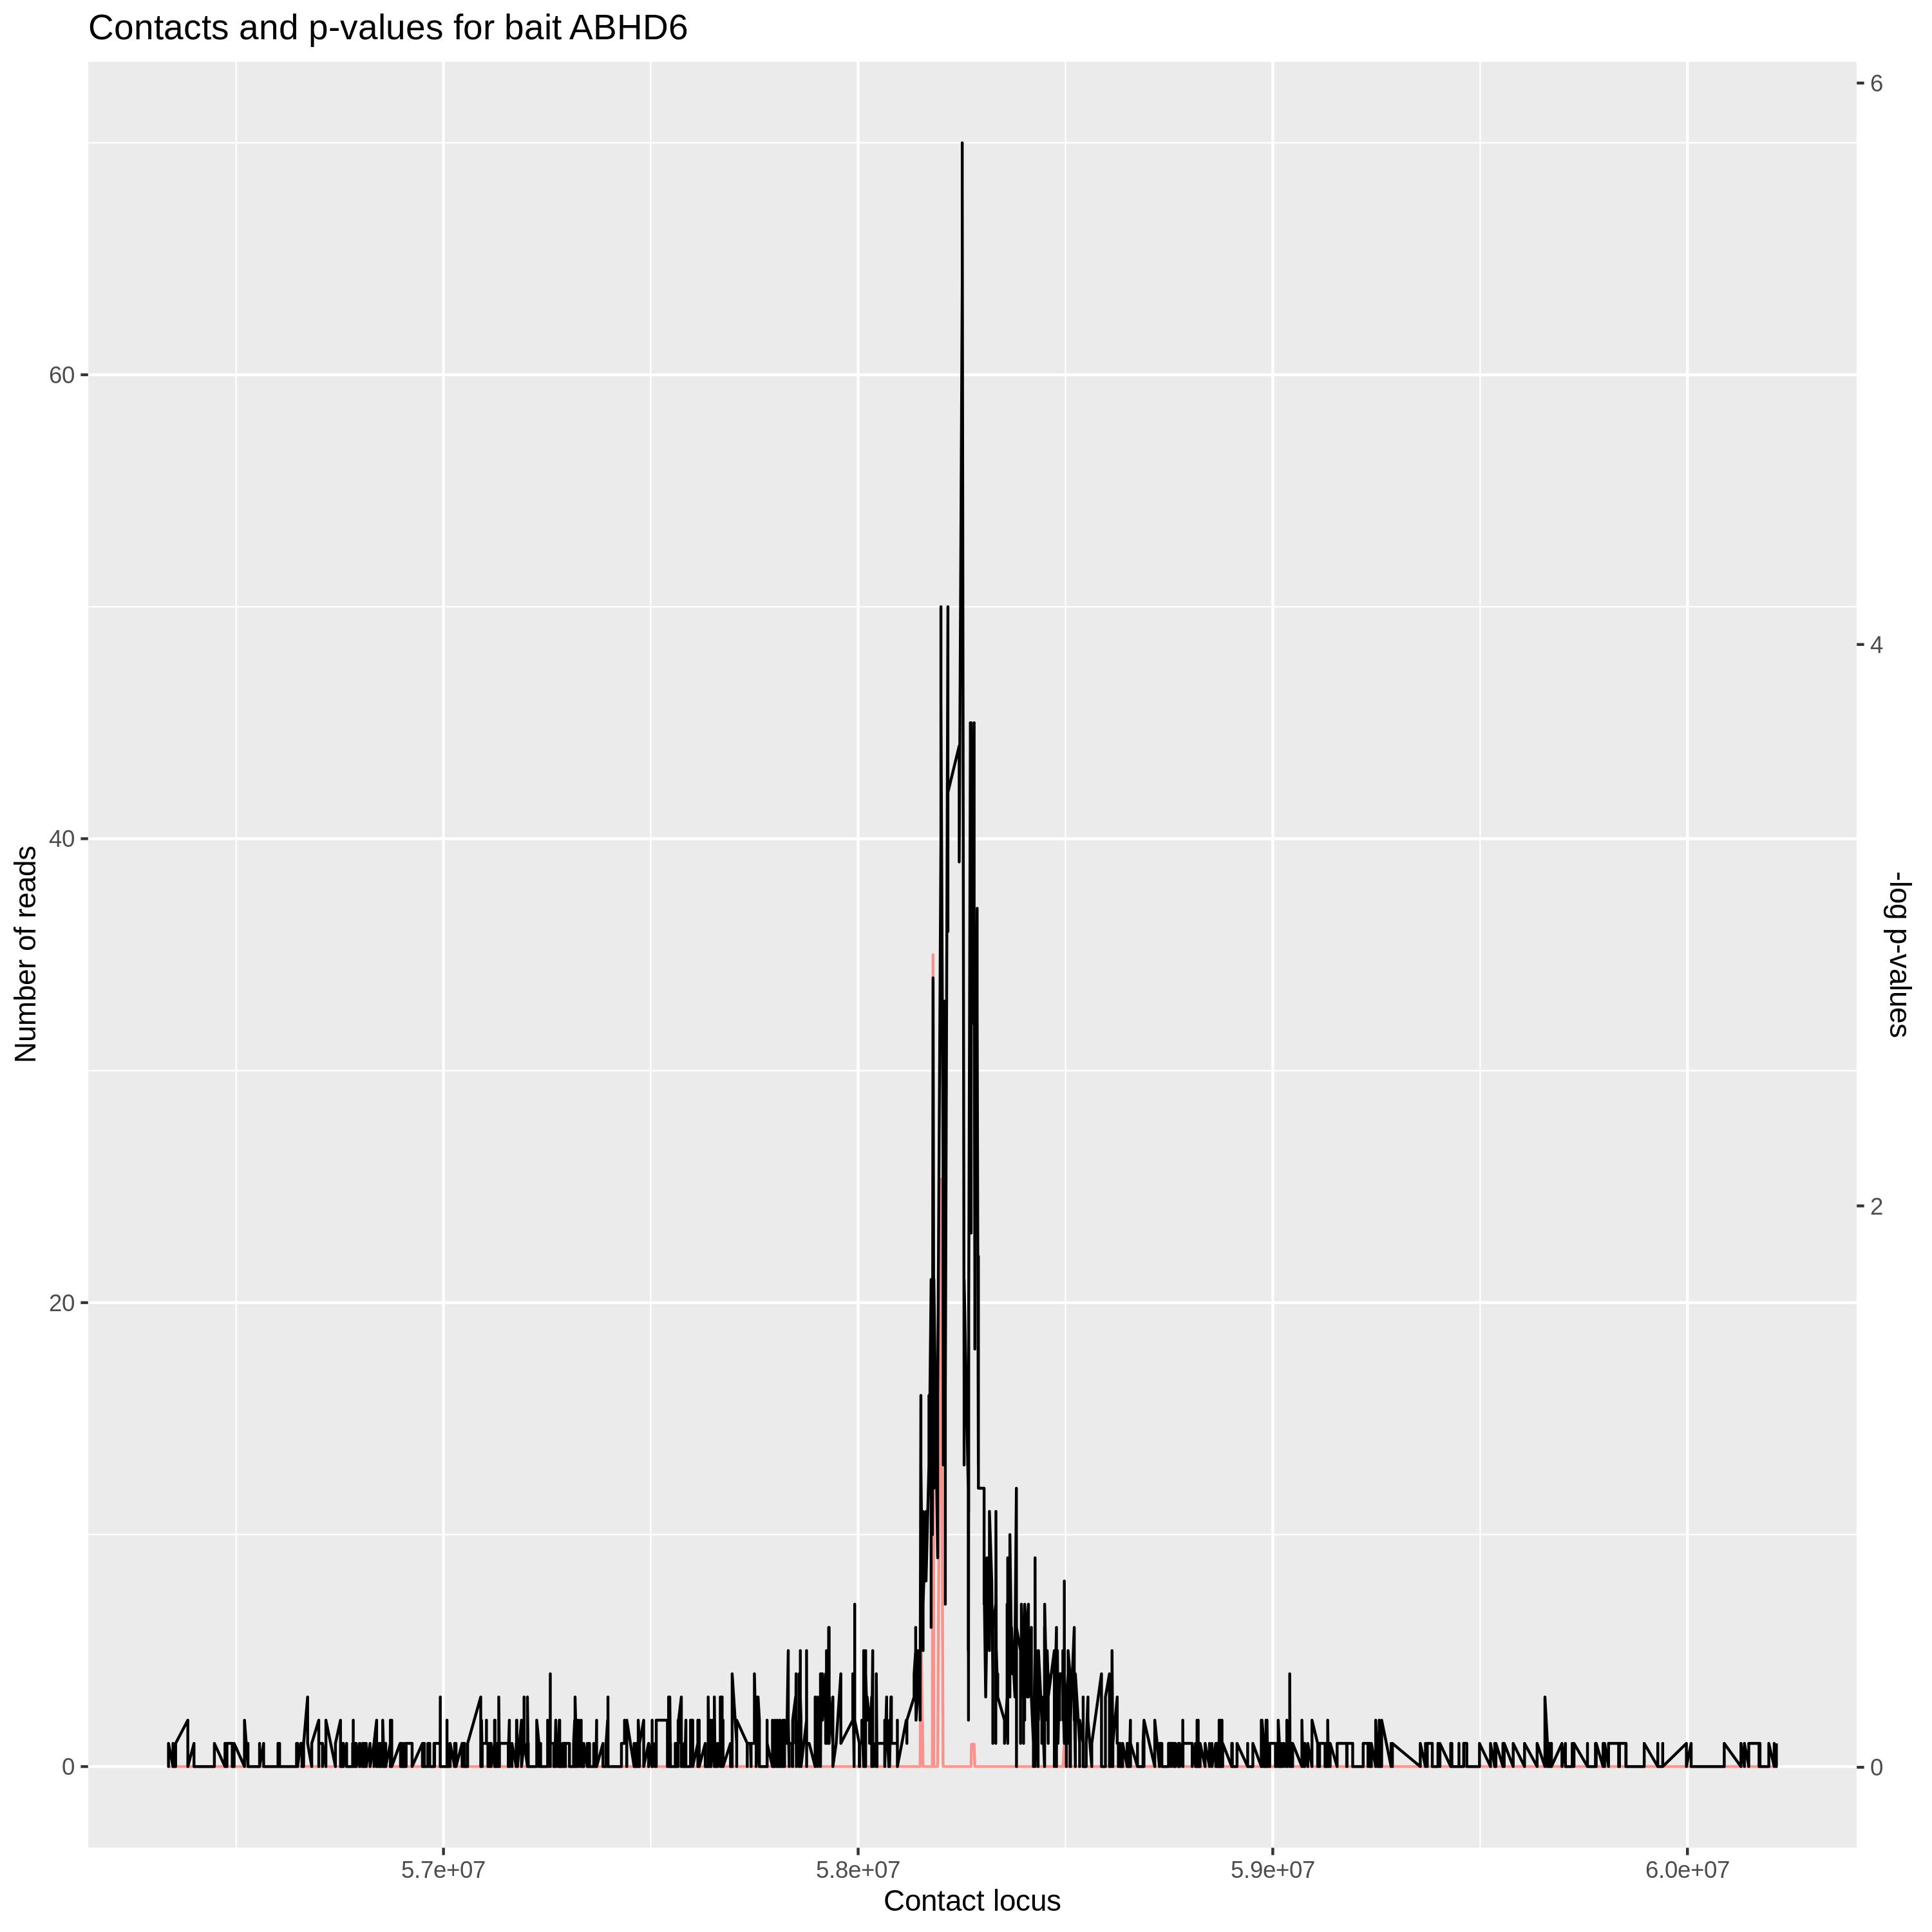 Contacts and p-values for bait ABHD6
6
60
4
40
Number of reads
-log p-values
2
20
0
0
5.7e+07 5.8e+07 5.9e+07 6.0e+07
Contact locus